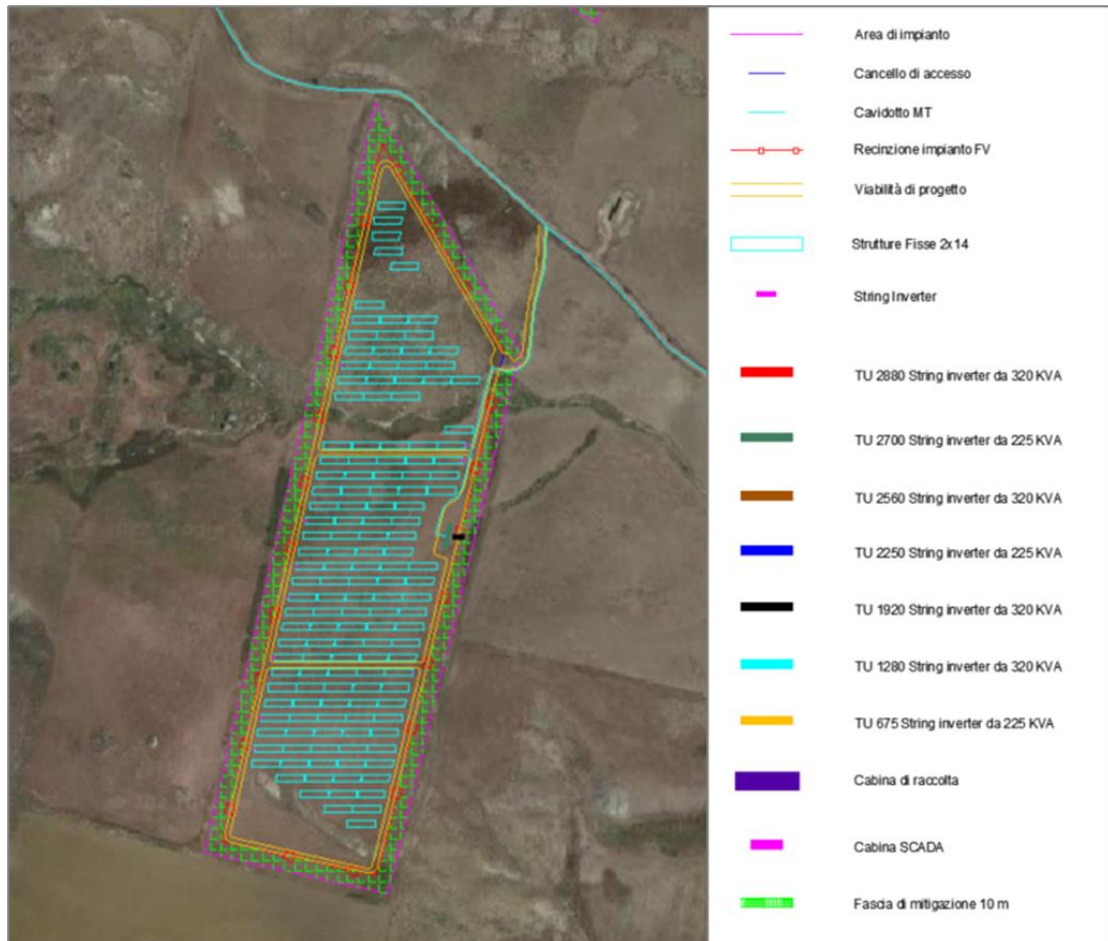 Area di impianto
Cancello di accesso
Cavidotto MT
Recinzione impianto FV
Viabilità di progetto
Strutture Fisse 2x14
String Inverter
TU 2880 String inverter da 320 KVA
TU 2700 String inverter da 225 KVA
TU 2560 String inverter da 320 KVA
TU 2250 String inverter da 225 KVA
TU 1920 String inverter da 320 KVA
TU 1280 String inverter da 320 KVA
TU 675 String inverter da 225 KVA
Cabina di raccolta
Cabina SCADA
Fascia di mitigazione 10 m